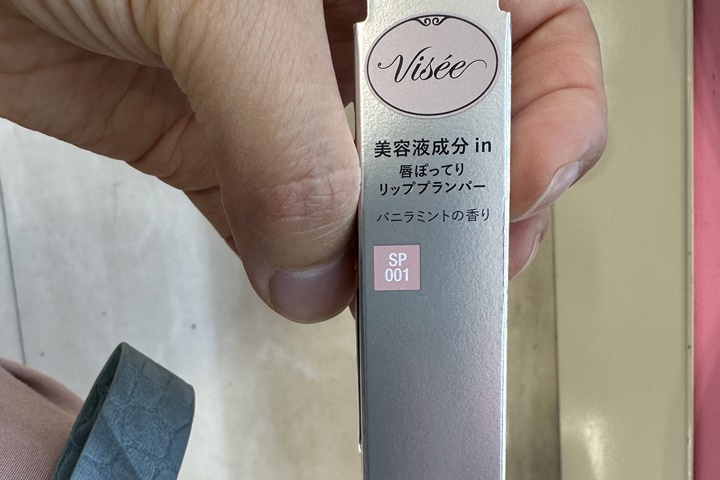 Visée
美容液成分 in
唇ぽってり
リッププランパー
バニラミントの香り
SP
001